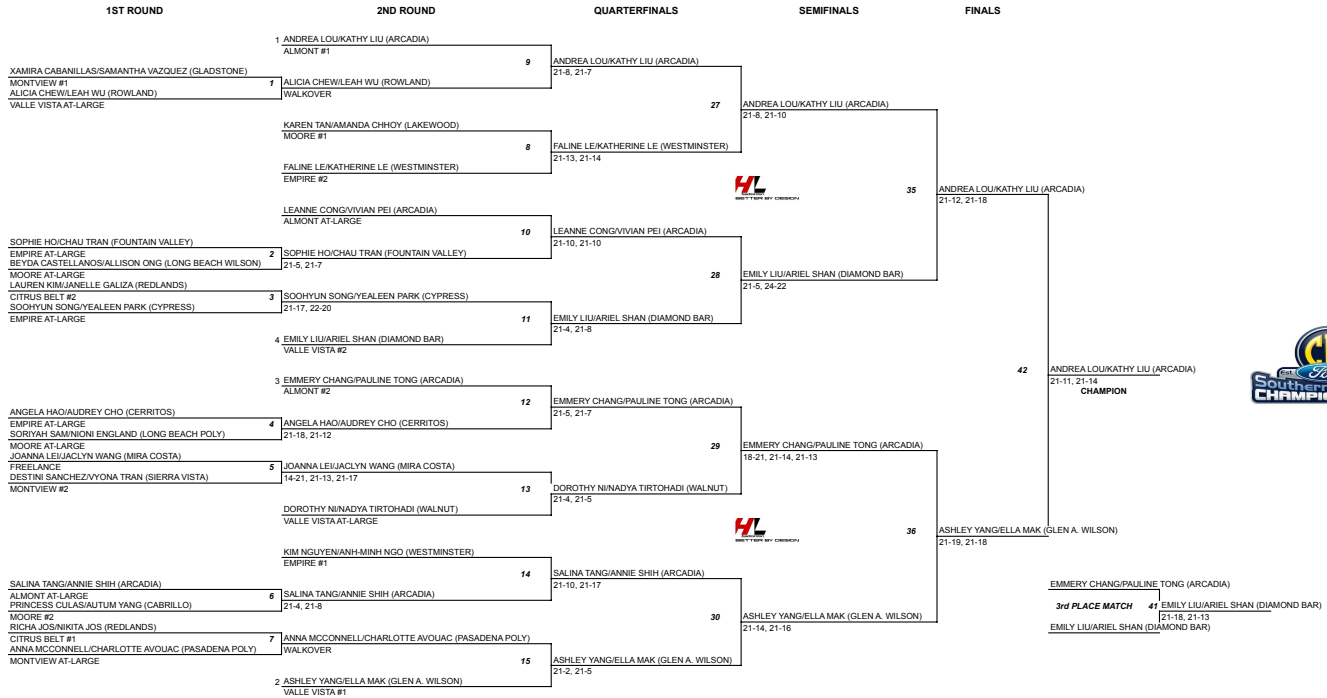 1ST ROUND
2ND ROUND
QUARTERFINALS
SEMIFINALS
FINALS
1 ANDREA LOU/KATHY LIU (ARCADIA)
ALMONT #1
XAMIRA CABANILLAS/SAMANTHA VAZQUEZ (GLADSTONE)
MONTVIEW #1
1
ALICIA CHEW/LEAH WU (ROWLAND)
VALLE VISTA AT-LARGE
ALICIA CHEW/LEAH WU (ROWLAND)
WALKOVER
9
ANDREA LOU/KATHY LIU (ARCADIA)
21-8, 21-7
KAREN TAN/AMANDA CHHOY (LAKEWOOD)
MOORE #1
8
FALINE LE/KATHERINE LE (WESTMINSTER)
EMPIRE #2
FALINE LE/KATHERINE LE (WESTMINSTER)
21-13, 21-14
27
ANDREA LOU/KATHY LIU (ARCADIA)
21-8, 21-10
HL
BETTER BY DESIGN
LEANNE CONG/VIVIAN PEI (ARCADIA)
ALMONT AT-LARGE
SOPHIE HO/CHAU TRAN (FOUNTAIN VALLEY)
EMPIRE AT-LARGE
2
BEYDA CASTELLANOS/ALLISON ONG (LONG BEACH WILSON)
MOORE AT-LARGE
SOPHIE HO/CHAU TRAN (FOUNTAIN VALLEY)
21-5, 21-7
10
LEANNE CONG/VIVIAN PEI (ARCADIA)
21-10, 21-10
LAUREN KIM/JANELLE GALIZA (REDLANDS)
CITRUS BELT #2
3
SOOHYUN SONG/YEALEEN PARK (CYPRESS)
EMPIRE AT-LARGE
SOOHYUN SONG/YEALEEN PARK (CYPRESS)
21-17, 22-20
11
4 EMILY LIU/ARIEL SHAN (DIAMOND BAR)
VALLE VISTA #2
EMILY LIU/ARIEL SHAN (DIAMOND BAR)
21-4, 21-8
28
EMILY LIU/ARIEL SHAN (DIAMOND BAR)
21-5, 24-22
35
ANDREA LOU/KATHY LIU (ARCADIA)
21-12, 21-18
42
ANDREA LOU/KATHY LIU (ARCADIA)
21-11, 21-14
CHAMPION
Est.
Southern
CHAMPIO
3 EMMERY CHANG/PAULINE TONG (ARCADIA)
ALMONT #2
ANGELA HAO/AUDREY CHO (CERRITOS)
EMPIRE AT-LARGE
4
SORIYAH SAM/NIONI ENGLAND (LONG BEACH POLY)
MOORE AT-LARGE
ANGELA HAO/AUDREY CHO (CERRITOS)
21-18, 21-12
12
EMMERY CHANG/PAULINE TONG (ARCADIA)
21-5, 21-7
JOANNA LEI/JACLYN WANG (MIRA COSTA)
FREELANCE
5
DESTINI SANCHEZ/VYONA TRAN (SIERRA VISTA)
MONTVIEW #2
JOANNA LEI/JACLYN WANG (MIRA COSTA)
14-21, 21-13, 21-17
13
DOROTHY NI/NADYA TIRTOHADI (WALNUT)
VALLE VISTA AT-LARGE
DOROTHY NI/NADYA TIRTOHADI (WALNUT)
21-4, 21-5
29
EMMERY CHANG/PAULINE TONG (ARCADIA)
18-21, 21-14, 21-13
HL
BETTER BY DESIGN
KIM NGUYEN/ANH-MINH NGO (WESTMINSTER)
EMPIRE #1
SALINA TANG/ANNIE SHIH (ARCADIA)
ALMONT AT-LARGE
6
PRINCESS CULAS/AUTUM YANG (CABRILLO)
MOORE #2
SALINA TANG/ANNIE SHIH (ARCADIA)
21-4, 21-8
14
SALINA TANG/ANNIE SHIH (ARCADIA)
21-10, 21-17
RICHA JOS/NIKITA JOS (REDLANDS)
CITRUS BELT #1
7
ANNA MCCONNELL/CHARLOTTE AVOUAC (PASADENA POLY)
MONTVIEW AT-LARGE
ANNA MCCONNELL/CHARLOTTE AVOUAC (PASADENA POLY)
WALKOVER
15
2 ASHLEY YANG/ELLA MAK (GLEN A. WILSON)
VALLE VISTA #1
ASHLEY YANG/ELLA MAK (GLEN A. WILSON)
21-2, 21-5
30
ASHLEY YANG/ELLA MAK (GLEN A. WILSON)
21-14, 21-16
36
ASHLEY YANG/ELLA MAK (GLEN A. WILSON)
21-19, 21-18
EMMERY CHANG/PAULINE TONG (ARCADIA)
3rd PLACE MATCH
41 EMILY LIU/ARIEL SHAN (DIAMOND BAR)
21-18, 21-13
EMILY LIU/ARIEL SHAN (DIAMOND BAR)